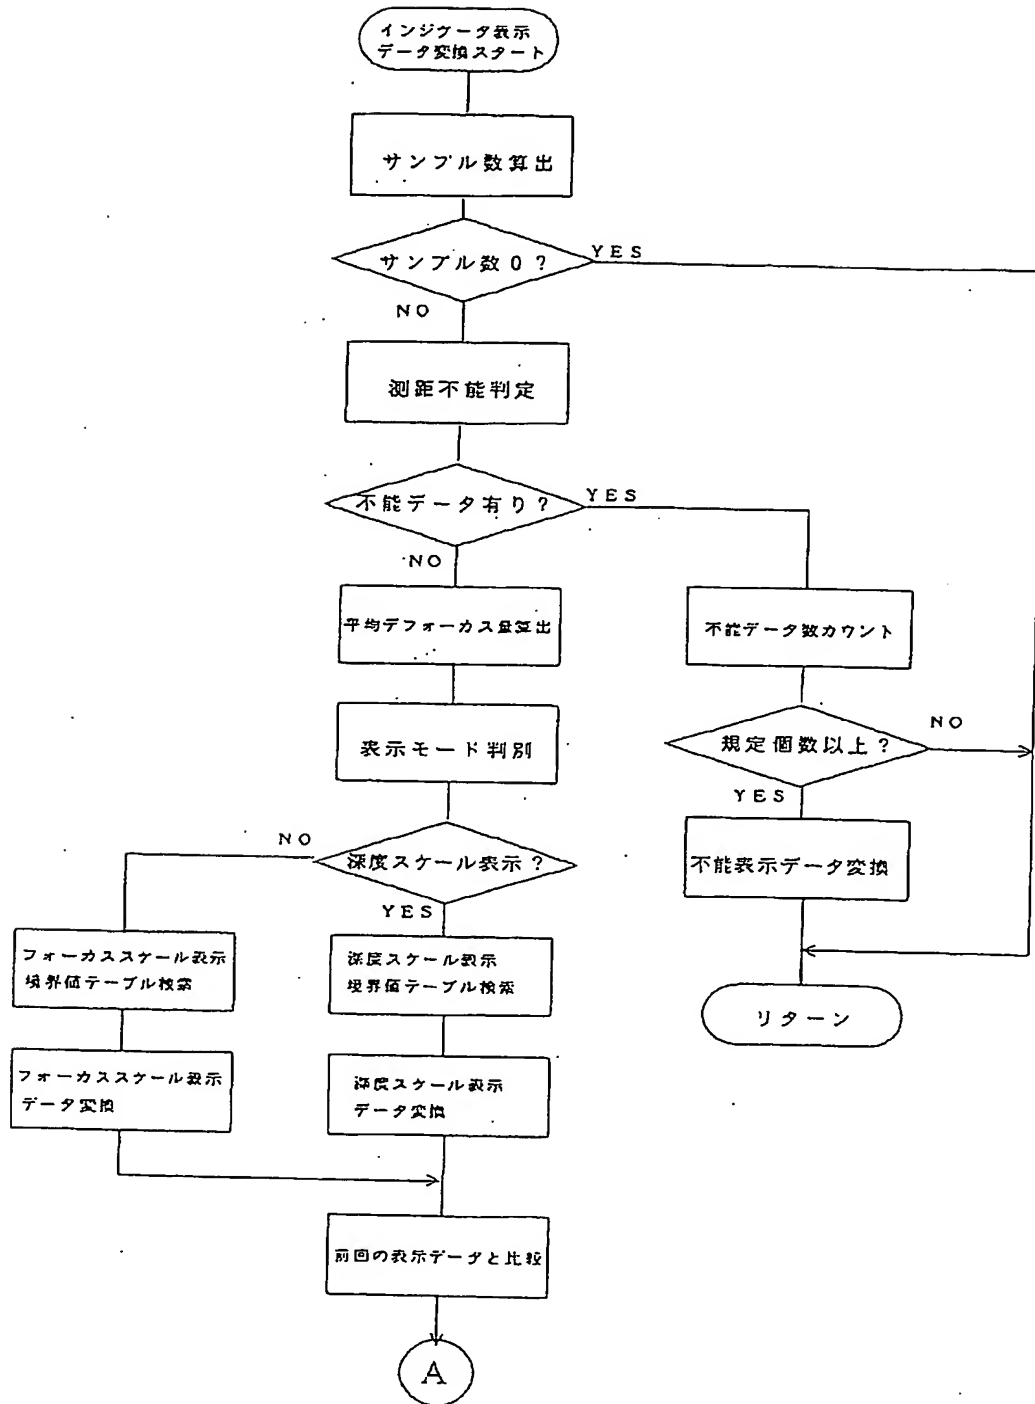 インジケータ表示
データ変換スタート
サンプル数算出
サンプル数0?
YES
NO
測距不能判定
不能データ有り?
YES
NO
平均デフォーカス量算出
不能データ数カウント
表示モード判別
規定個数以上?
NO
YES
深度スケール表示?
NO
YES
不能表示データ変換
フォーカススケール表示
境界値テーブル検索
深度スケール表示
境界値テーブル検索
リターン
フォーカススケール表示
データ変換
深度スケール表示
データ変換
前回の表示データと比較
A